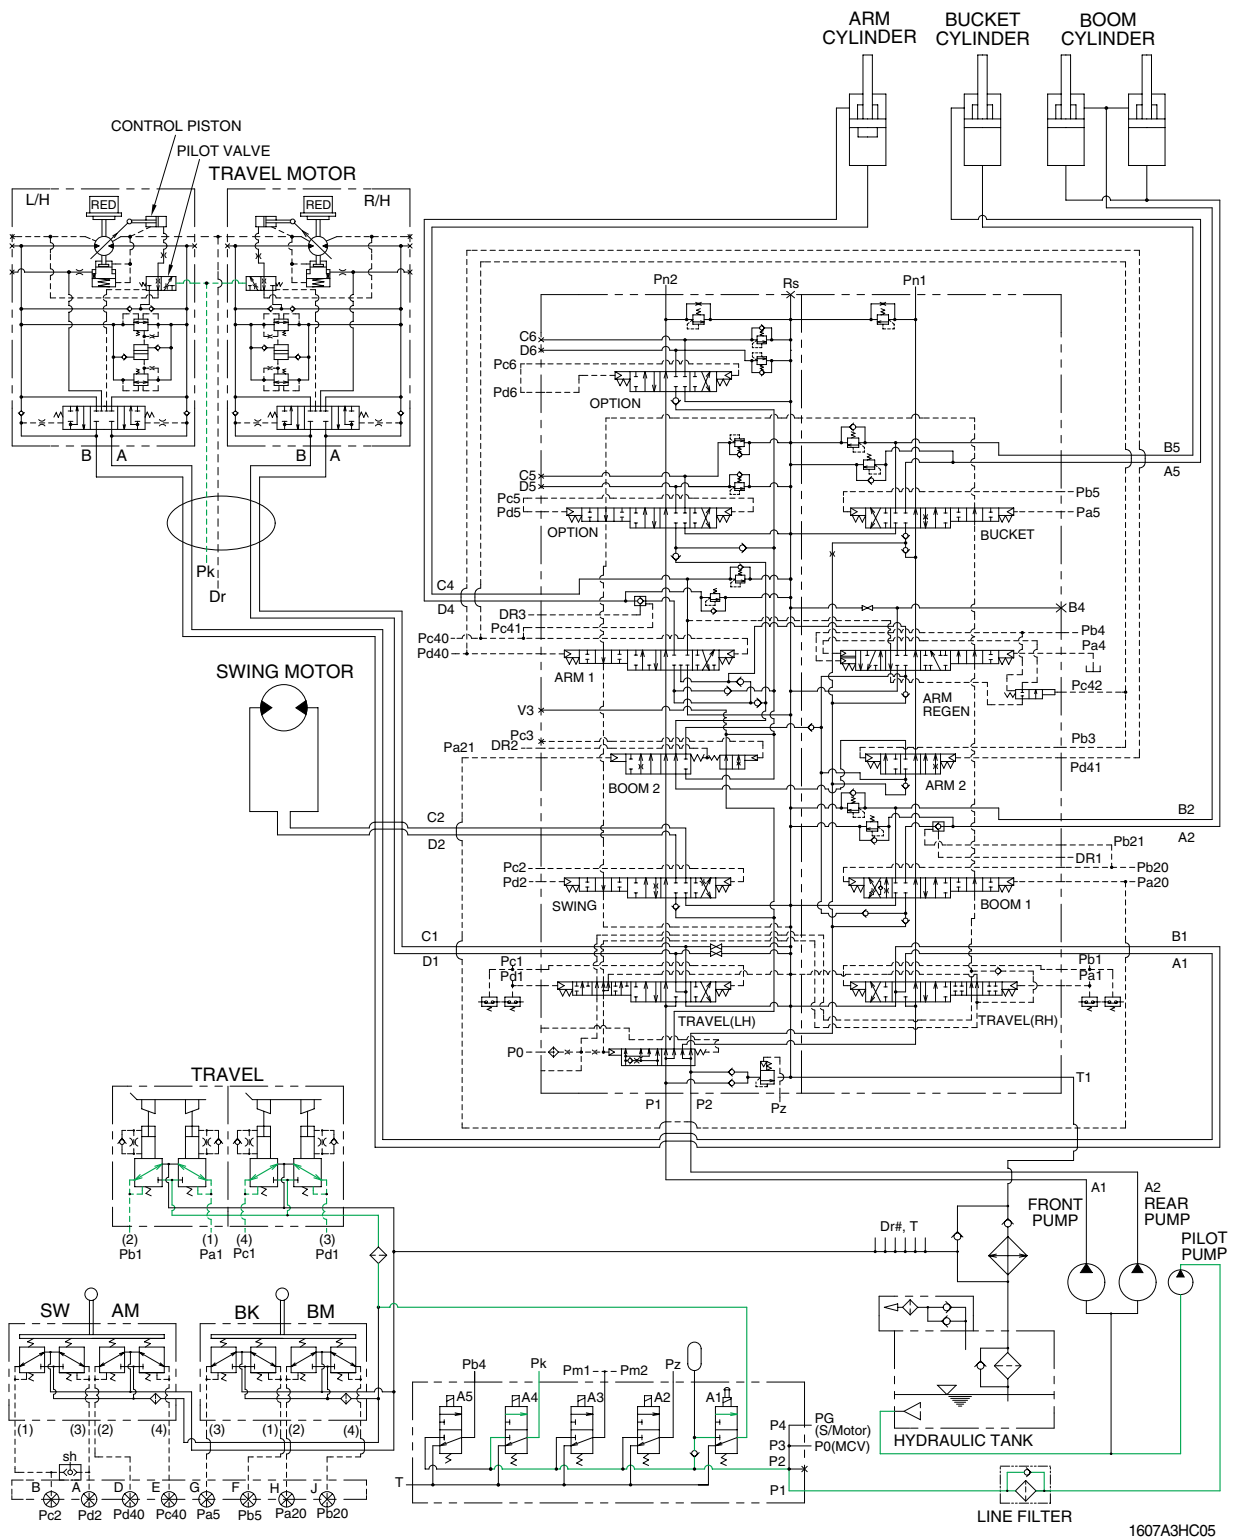 ARM
CYLINDER
BUCKET
CYLINDER
BOOM
CYLINDER
CONTROL PISTON
PILOT VALVE
TRAVEL MOTOR
L/H
R/H
RED
RED
B
A
B
A
Pk
Dr
Pn2
Rs
Pn1
C6
D6
Pc6
Pd6
OPTION
C5
D5
Pc5
Pd5
OPTION
BUCKET
B5
A5
Pb5
Pa5
C4
D4
DR3
Pc41
Pc40
Pd40
ARM 1
ARM
REGEN
B4
Pb4
Pa4
Pc42
SWING MOTOR
V3
Pc3
DR2
Pa21
BOOM 2
ARM 2
Pb3
Pd41
C2
D2
B2
A2
Pb21
DR1
Pc2
Pd2
SWING
BOOM 1
Pb20
Pa20
C1
D1
B1
A1
Pc1
Pd1
Pb1
Pa1
TRAVEL(LH)
TRAVEL(RH)
P0
P1
P2
Pz
T1
TRAVEL
(2)
Pb1
(1)
Pa1
(4)
Pc1
(3)
Pd1
A1
A2
FRONT
PUMP
REAR
PUMP
PILOT
PUMP
Dr#, T
SW
AM
BK
BM
(1)
(3)
(2)
(4)
(3)
(1)
(2)
(4)
sh
B
A
D
E
G
F
H
J
Pc2
Pd2
Pd40
Pc40
Pa5
Pb5
Pa20
Pb20
Pb4
Pk
Pm1
Pm2
Pz
A5
A4
A3
A2
A1
T
P4
P3
P2
P1
PG
(S/Motor)
P0(MCV)
HYDRAULIC TANK
LINE FILTER
1607A3HC05